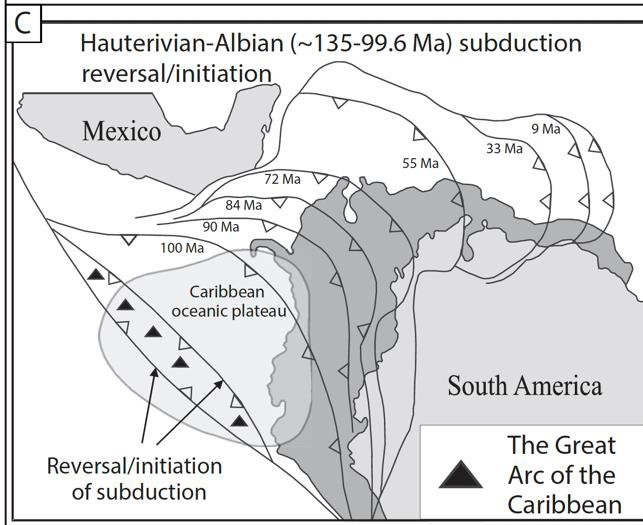 C
Hauterivian-Albian (~135-99.6 Ma) subduction
reversal/initiation
Mexico
9 Ma
33 Ma
55 Ma
72 Ma
84 Ma
90 Ma
100 Ma
Caribbean
oceanic plateau
South America
Reversal/initiation
of subduction
The Great
Arc of the
Caribbean